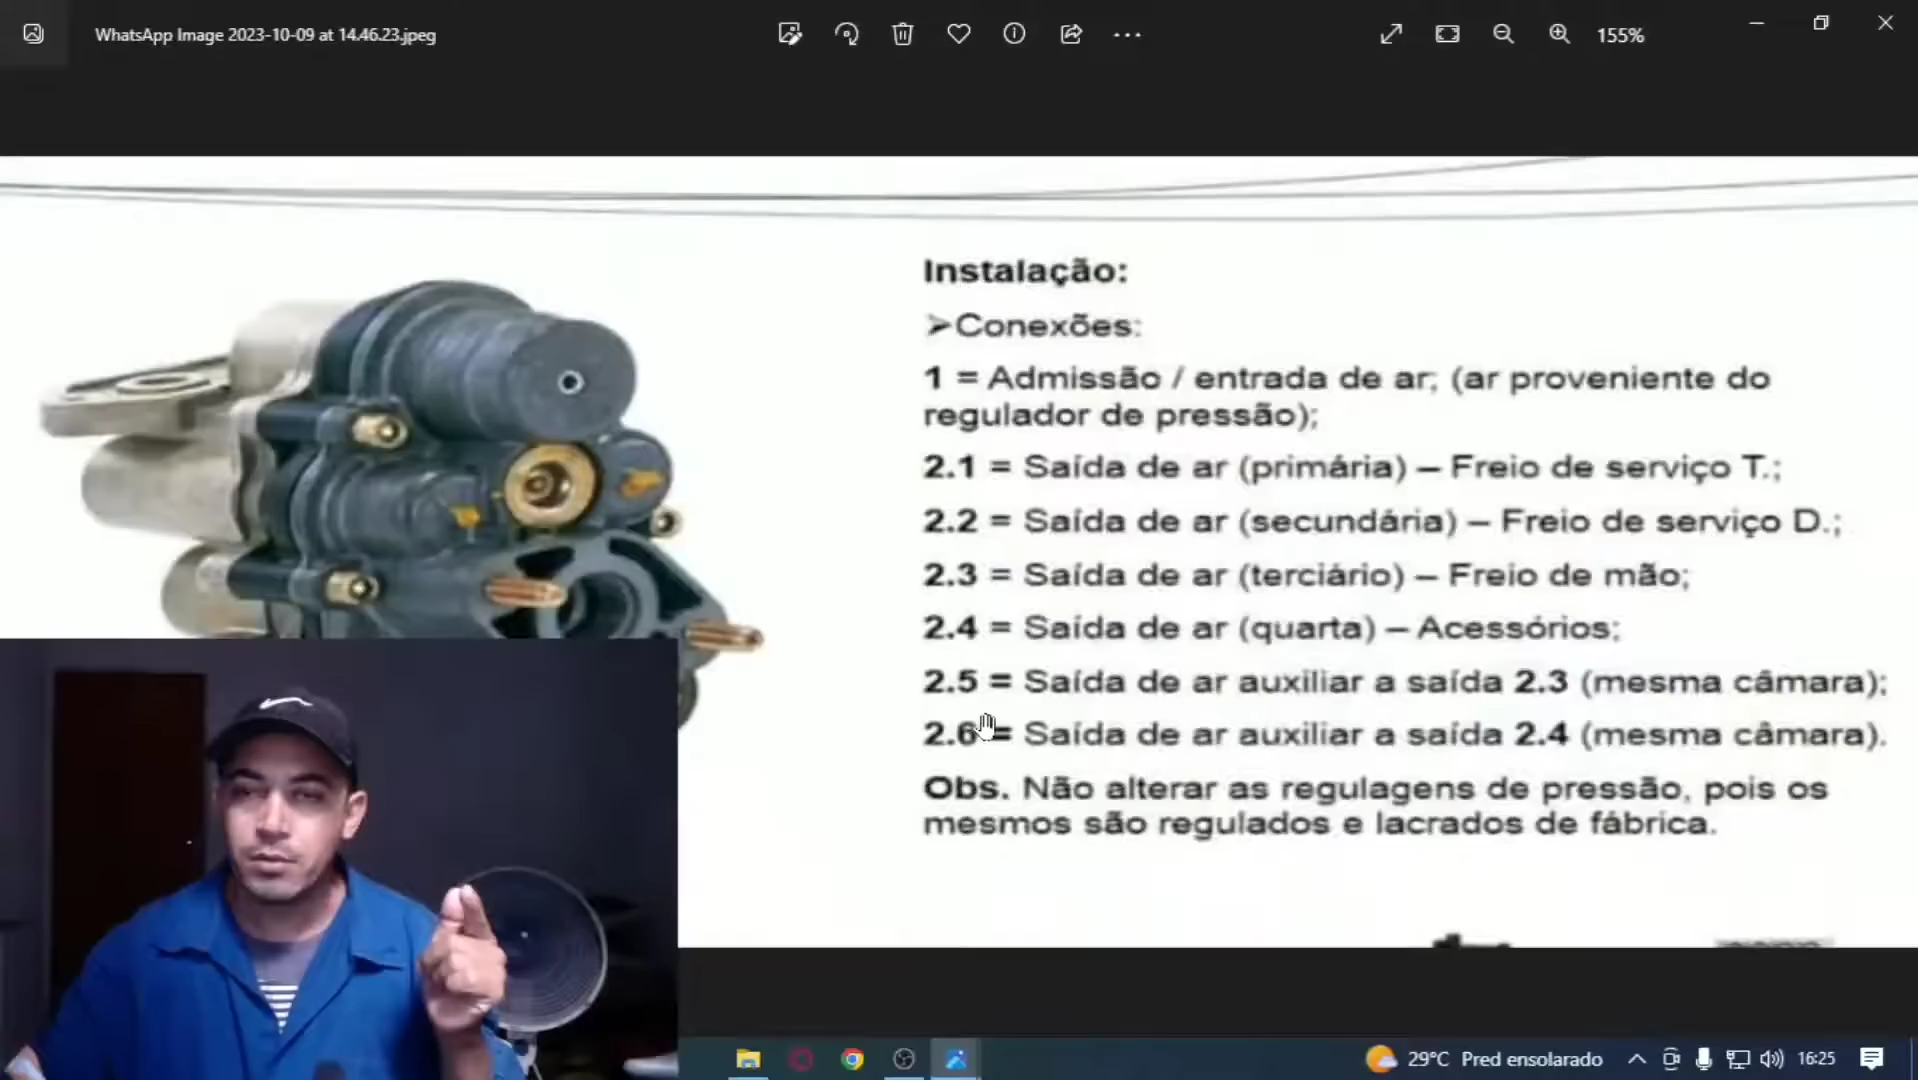 WhatsApp Image 2023-10-09 at 14.46.23.jpeg
155%
Instalação:
➢Conexões:
1 = Admissão / entrada de ar; (ar proveniente do
regulador de pressão);
2.1 = Saída de ar (primária) – Freio de serviço T.;
2.2 = Saída de ar (secundária) – Freio de serviço D.;
2.3 = Saída de ar (terciário) – Freio de mão;
2.4 = Saída de ar (quarta) – Acessórios;
2.5 = Saída de ar auxiliar a saída 2.3 (mesma câmara);
2.6 = Saída de ar auxiliar a saída 2.4 (mesma câmara).
Obs. Não alterar as regulagens de pressão, pois os
mesmos são regulados e lacrados de fábrica.
29°C Pred ensolarado
16:25